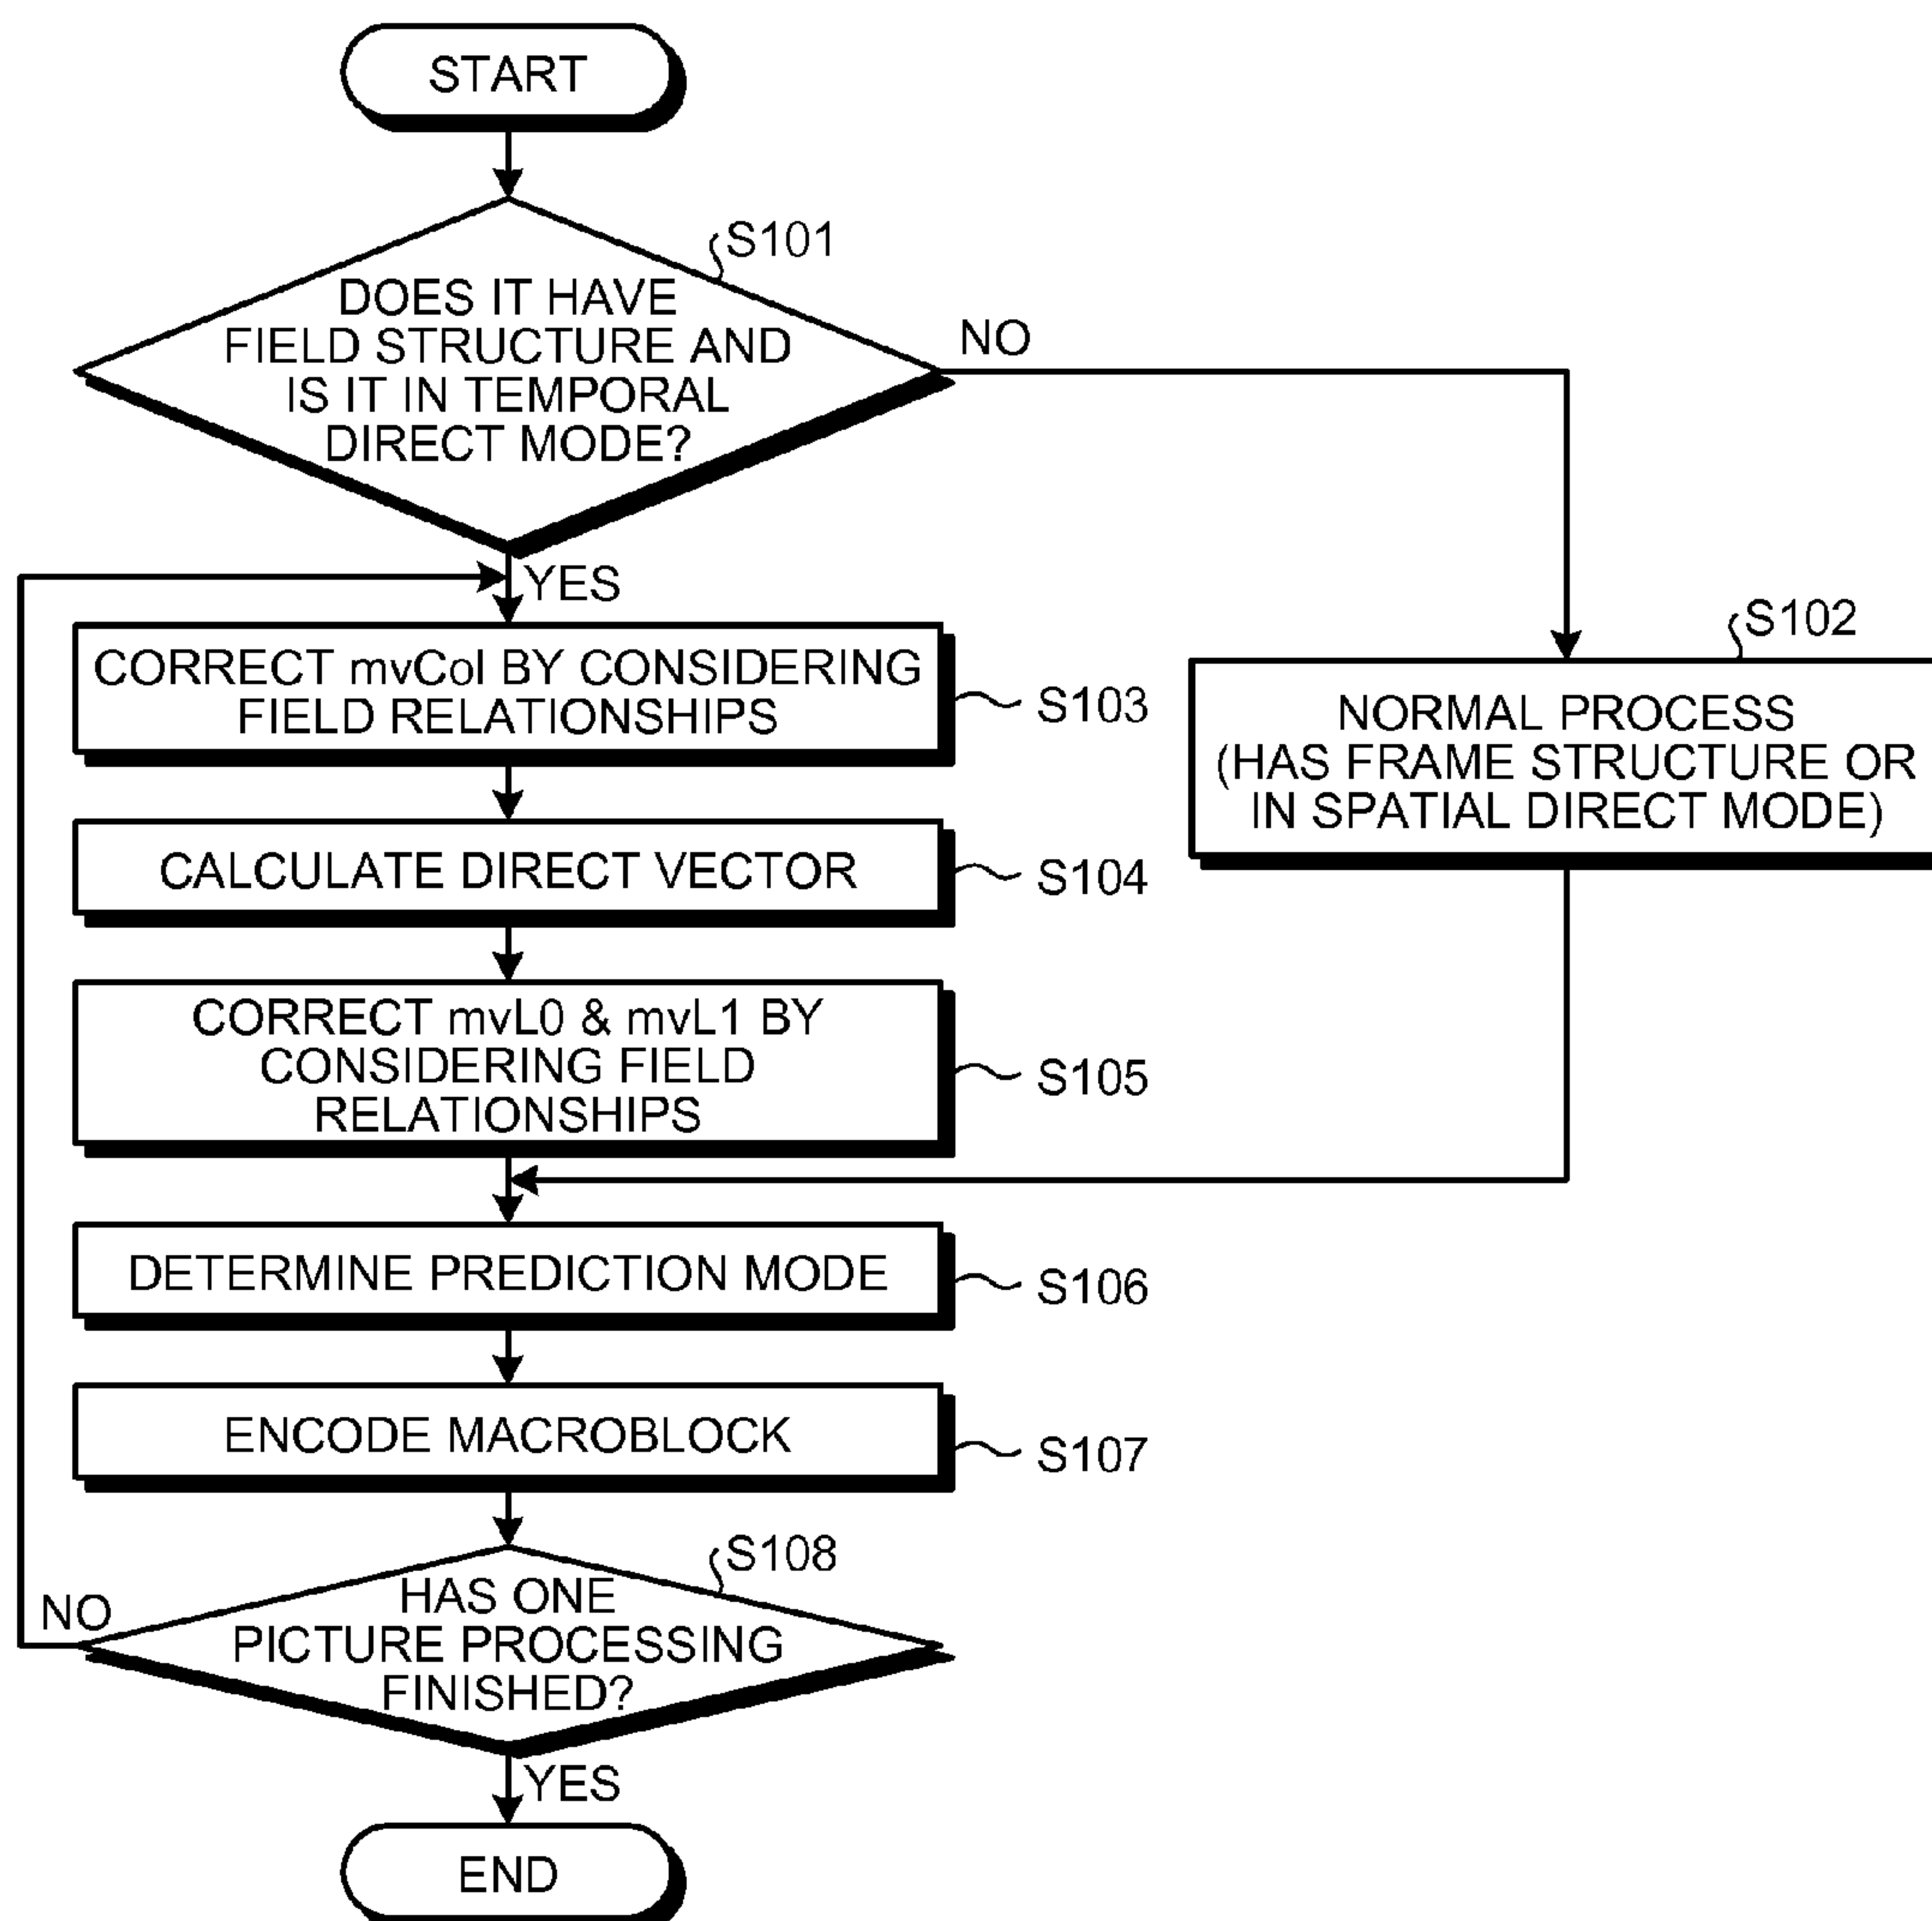 START
S101
DOES IT HAVE
FIELD STRUCTURE AND
IS IT IN TEMPORAL
DIRECT MODE?
NO
YES
S102
NORMAL PROCESS
(HAS FRAME STRUCTURE OR
IN SPATIAL DIRECT MODE)
CORRECT mvCol BY CONSIDERING
FIELD RELATIONSHIPS
S103
CALCULATE DIRECT VECTOR
S104
CORRECT mvL0 & mvL1 BY
CONSIDERING FIELD
RELATIONSHIPS
S105
DETERMINE PREDICTION MODE
S106
ENCODE MACROBLOCK
S107
S108
HAS ONE
PICTURE PROCESSING
FINISHED?
NO
YES
END